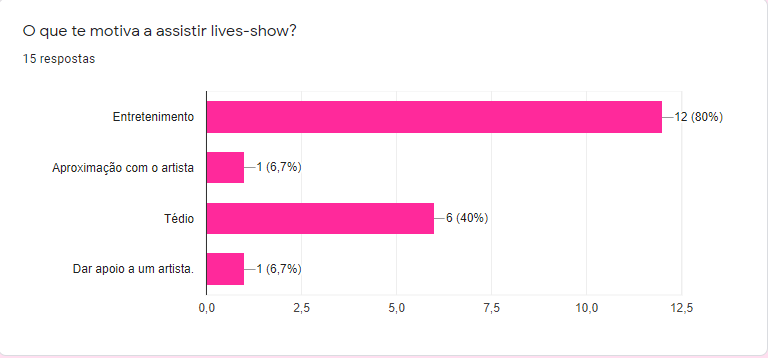 O que te motiva a assistir lives-show?
15 respostas
Entretenimento
12 (80%)
Aproximação com o artista
1 (6,7%)
Tédio
6 (40%)
Dar apoio a um artista.
1 (6,7%)
0,0 2,5 5,0 7,5 10,0 12,5